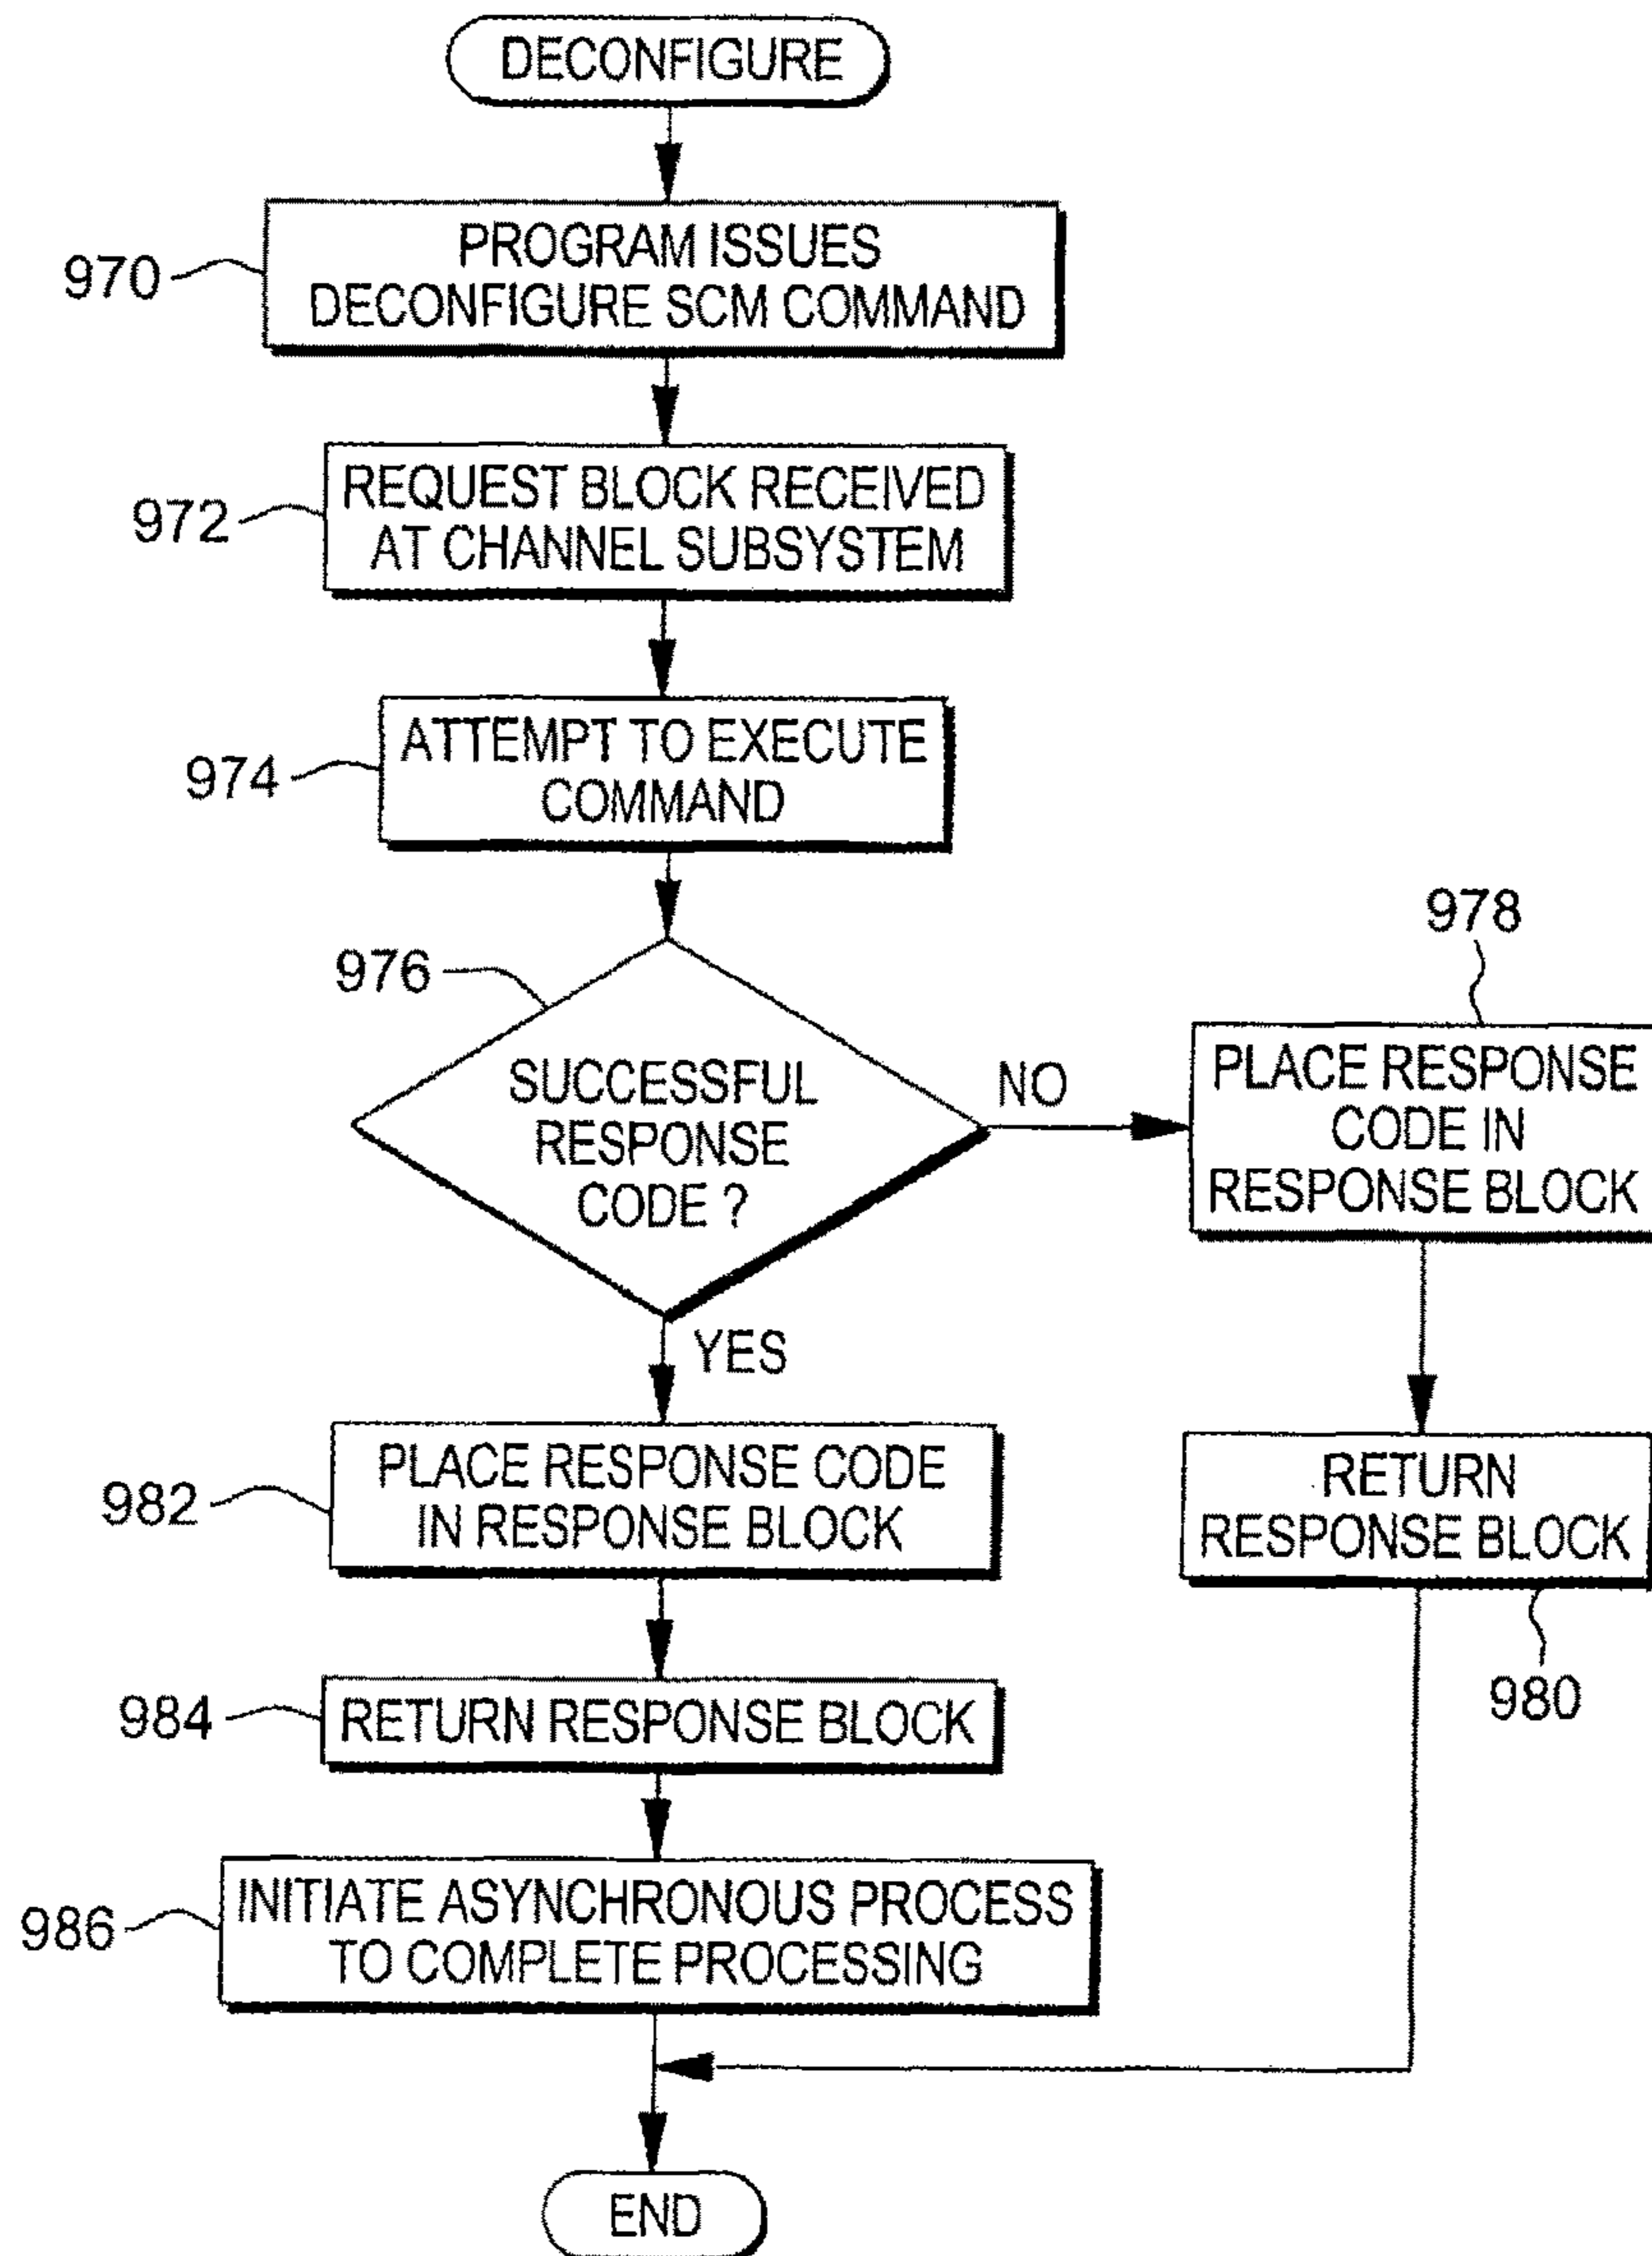 DECONFIGURE
970
PROGRAM ISSUES
DECONFIGURE SCM COMMAND
972
REQUEST BLOCK RECEIVED
AT CHANNEL SUBSYSTEM
974
ATTEMPT TO EXECUTE
COMMAND
976
SUCCESSFUL
RESPONSE
CODE ?
NO
978
PLACE RESPONSE
CODE IN
RESPONSE BLOCK
RETURN
RESPONSE BLOCK
980
YES
982
PLACE RESPONSE CODE
IN RESPONSE BLOCK
984
RETURN RESPONSE BLOCK
986
INITIATE ASYNCHRONOUS PROCESS
TO COMPLETE PROCESSING
END